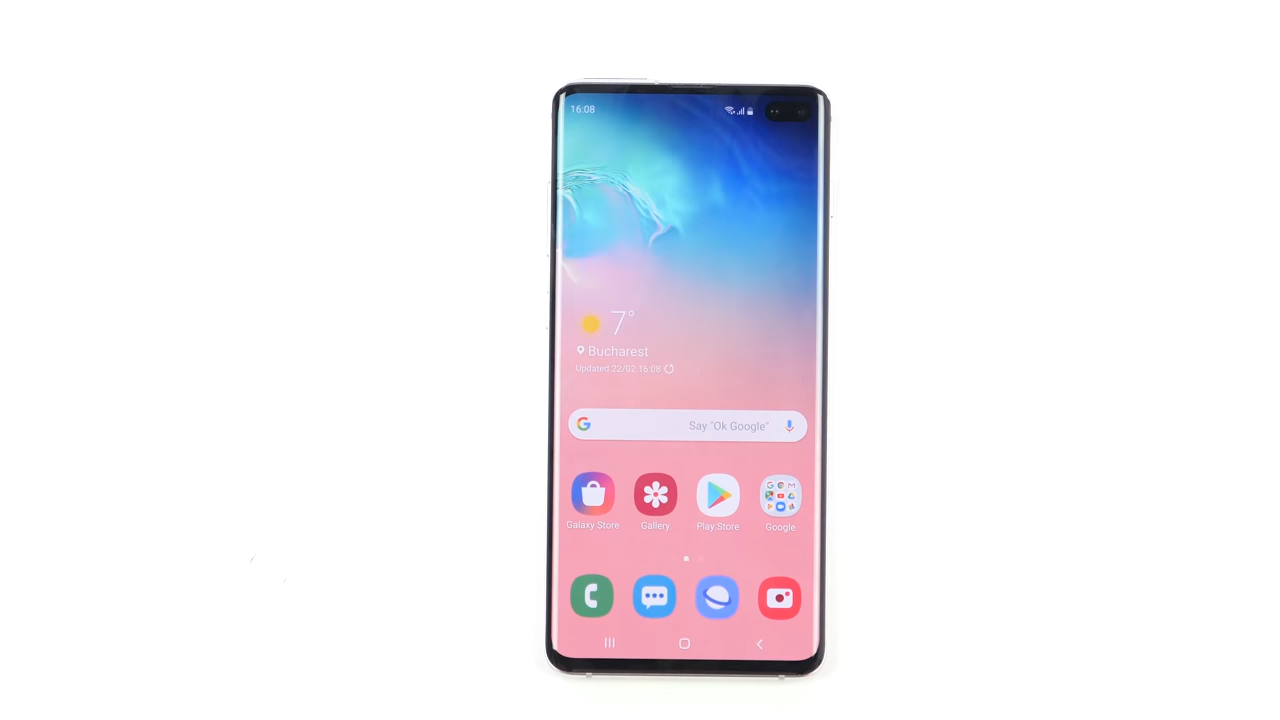 16:08
7°
Bucharest
Updated 22/02 16:08
Say "Ok Google"
Galaxy Store
Gallery
Play Store
Google